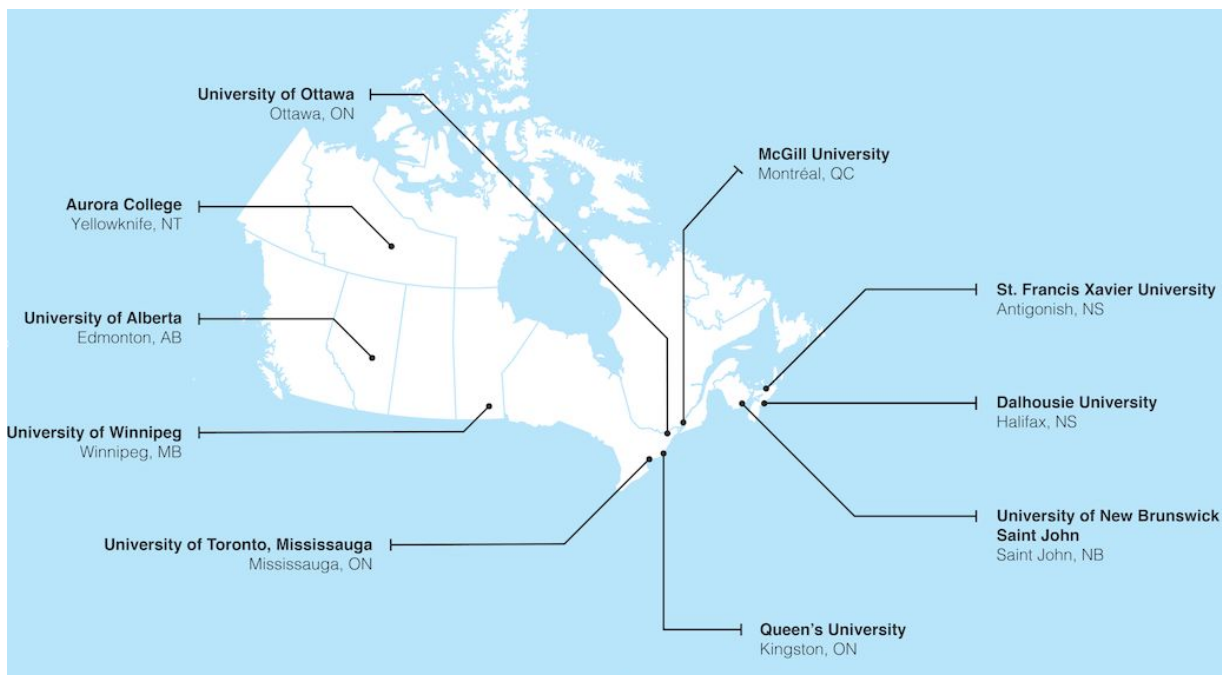 University of Ottawa
Ottawa, ON
McGill University
Montréal, QC
Aurora College
Yellowknife, NT
St. Francis Xavier University
Antigonish, NS
University of Alberta
Edmonton, AB
Dalhousie University
Halifax, NS
University of Winnipeg
Winnipeg, MB
University of New Brunswick
Saint John
Saint John, NB
University of Toronto, Mississauga
Mississauga, ON
Queen’s University
Kingston, ON